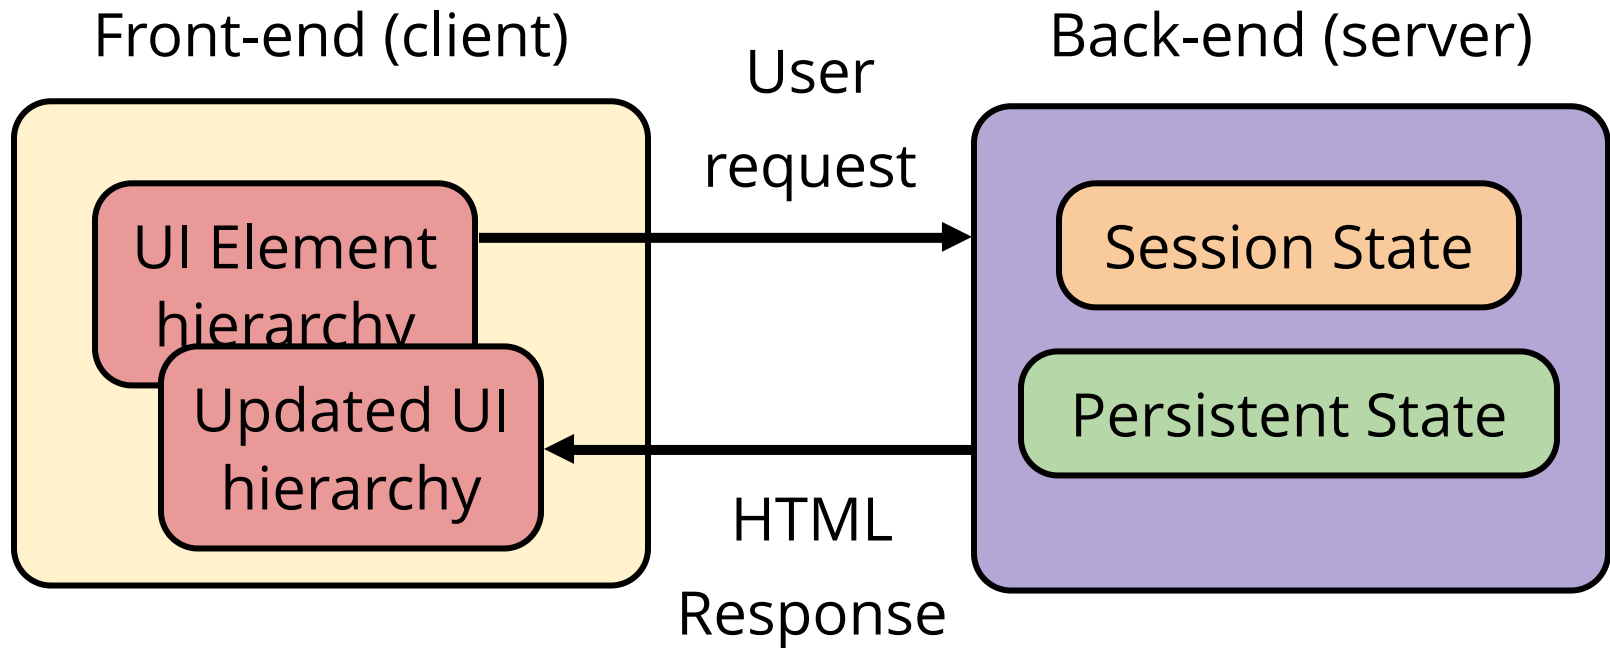 Front-end (client)
Back-end (server)
User
request
UI Element
hierarchy
Session State
Updated UI
hierarchy
Persistent State
HTML
Response